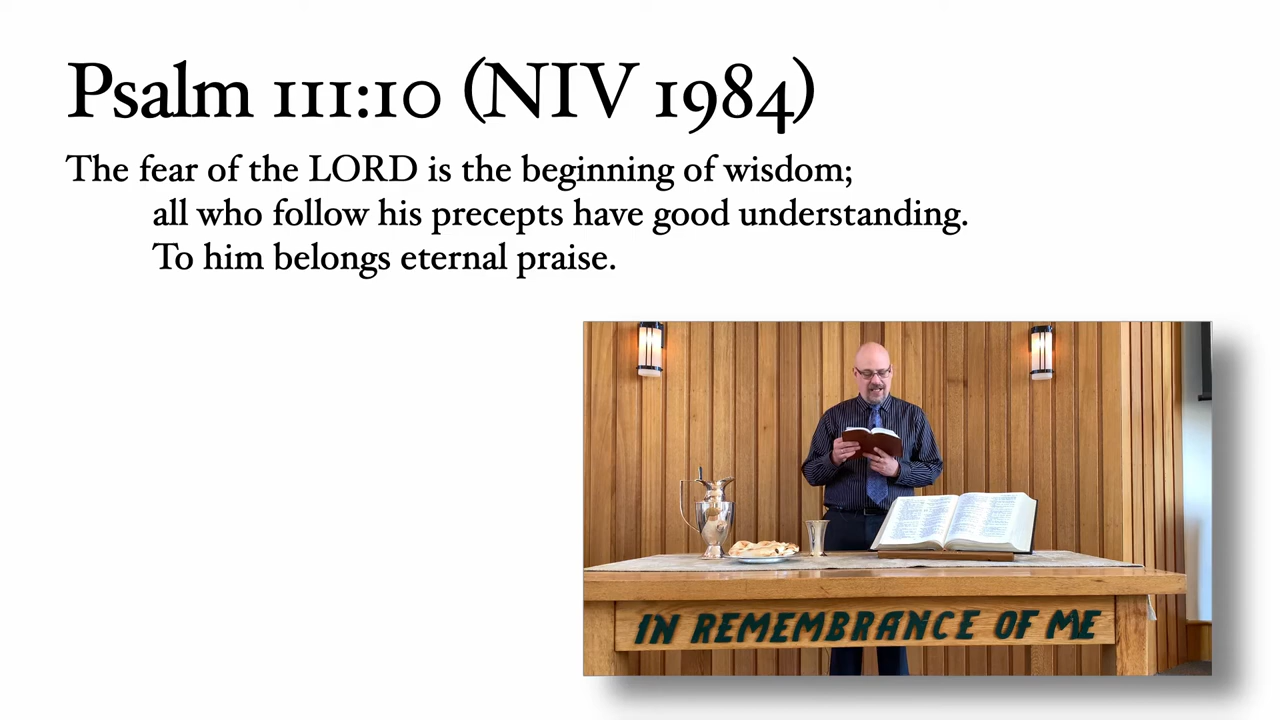 Psalm 111:10 (NIV 1984)
The fear of the LORD is the beginning of wisdom;
all who follow his precepts have good understanding.
To him belongs eternal praise.
IN REMEMBRANCE OF ME